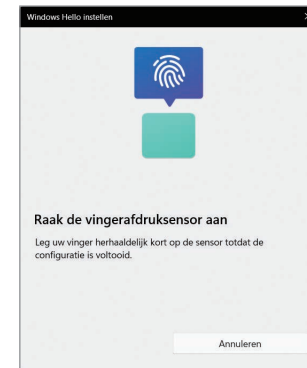 Windows Hello instellen
Raak de vingerafdruksensor aan
Leg uw vinger herhaaldelijk kort op de sensor totdat de
configuratie is voltooid.
Annuleren